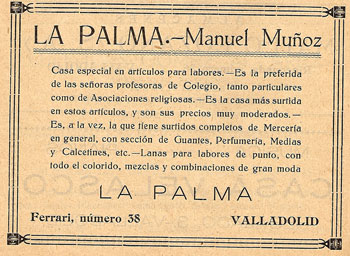 LA PALMA.—Manuel Muñoz
Casa especial en artículos para labores.—Es la preferida
de las señoras profesoras de Colegio, tanto particulares
como de Asociaciones religiosas.—Es la casa más surtida
en estos artículos, y son sus precios muy moderados.—
Es, a la vez, la que tiene surtidos completos de Mercería
en general, con sección de Guantes, Perfumería, Medias
y Calcetines, etc.—Lanas para labores de punto, con
todo el colorido, mezclas y combinaciones de gran moda
LA PALMA
Ferrari, número 38 VALLADOLID